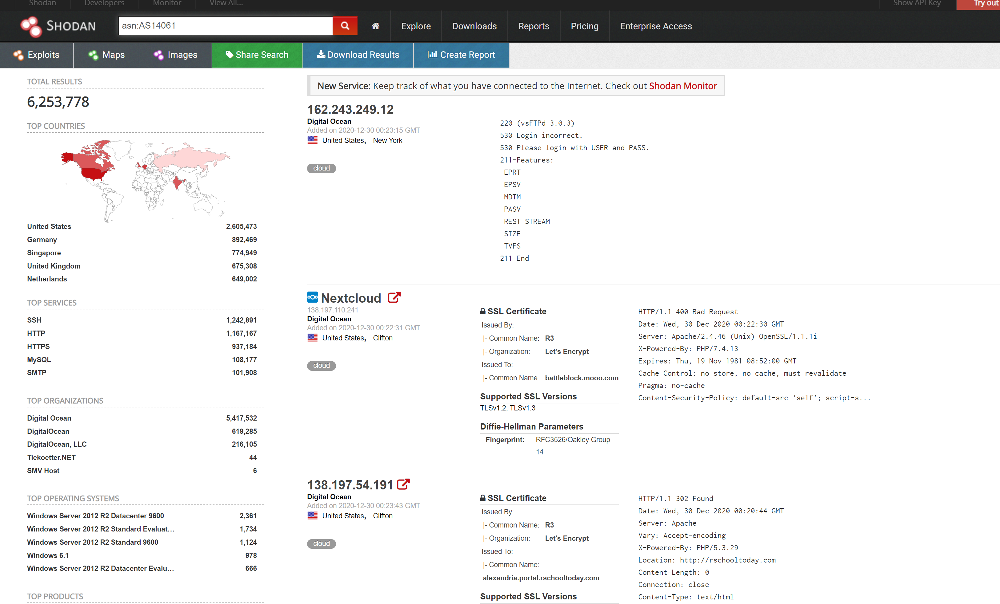 Shodan Developers Monitor View All... Show API Key Try out
SHODAN asn:AS14061 Explore Downloads Reports Pricing Enterprise Access
Exploits Maps Images Share Search Download Results Create Report
TOTAL RESULTS
6,253,778
TOP COUNTRIES
United States 2,605,473
Germany 892,469
Singapore 774,949
United Kingdom 675,308
Netherlands 649,002
TOP SERVICES
SSH 1,242,891
HTTP 1,167,167
HTTPS 937,184
MySQL 108,177
SMTP 101,908
TOP ORGANIZATIONS
Digital Ocean 5,417,532
DigitalOcean 619,285
DigitalOcean, LLC 216,105
Tiekoetter.NET 44
SMV Host 6
TOP OPERATING SYSTEMS
Windows Server 2012 R2 Datacenter 9600 2,361
Windows Server 2012 R2 Standard Evaluat... 1,734
Windows Server 2012 R2 Standard 9600 1,124
Windows 6.1 978
Windows Server 2012 R2 Datacenter Evalu... 666
TOP PRODUCTS
New Service: Keep track of what you have connected to the Internet. Check out Shodan Monitor
162.243.249.12
Digital Ocean
Added on 2020-12-30 00:23:15 GMT
United States, New York
cloud
220 (vsFTPd 3.0.3)
530 Login incorrect.
530 Please login with USER and PASS.
211-Features:
EPRT
EPSV
MDTM
PASV
REST STREAM
SIZE
TVFS
211 End
Nextcloud
138.197.110.241
Digital Ocean
Added on 2020-12-30 00:22:31 GMT
United States, Clifton
cloud
SSL Certificate
Issued By:
|- Common Name: R3
|- Organization: Let's Encrypt
Issued To:
|- Common Name: battleblock.mooo.com
Supported SSL Versions
TLSv1.2, TLSv1.3
Diffie-Hellman Parameters
Fingerprint: RFC3526/Oakley Group
14
HTTP/1.1 400 Bad Request
Date: Wed, 30 Dec 2020 00:22:30 GMT
Server: Apache/2.4.46 (Unix) OpenSSL/1.1.1i
X-Powered-By: PHP/7.4.13
Expires: Thu, 19 Nov 1981 08:52:00 GMT
Cache-Control: no-store, no-cache, must-revalidate
Pragma: no-cache
Content-Security-Policy: default-src 'self'; script-s...
138.197.54.191
Digital Ocean
Added on 2020-12-30 00:23:43 GMT
United States, Clifton
cloud
SSL Certificate
Issued By:
|- Common Name: R3
|- Organization: Let's Encrypt
Issued To:
|- Common Name:
alexandria.portal.rschooltoday.com
Supported SSL Versions
HTTP/1.1 302 Found
Date: Wed, 30 Dec 2020 00:20:44 GMT
Server: Apache
Vary: Accept-encoding
X-Powered-By: PHP/5.3.29
Location: http://rschooltoday.com
Content-Length: 0
Connection: close
Content-Type: text/html